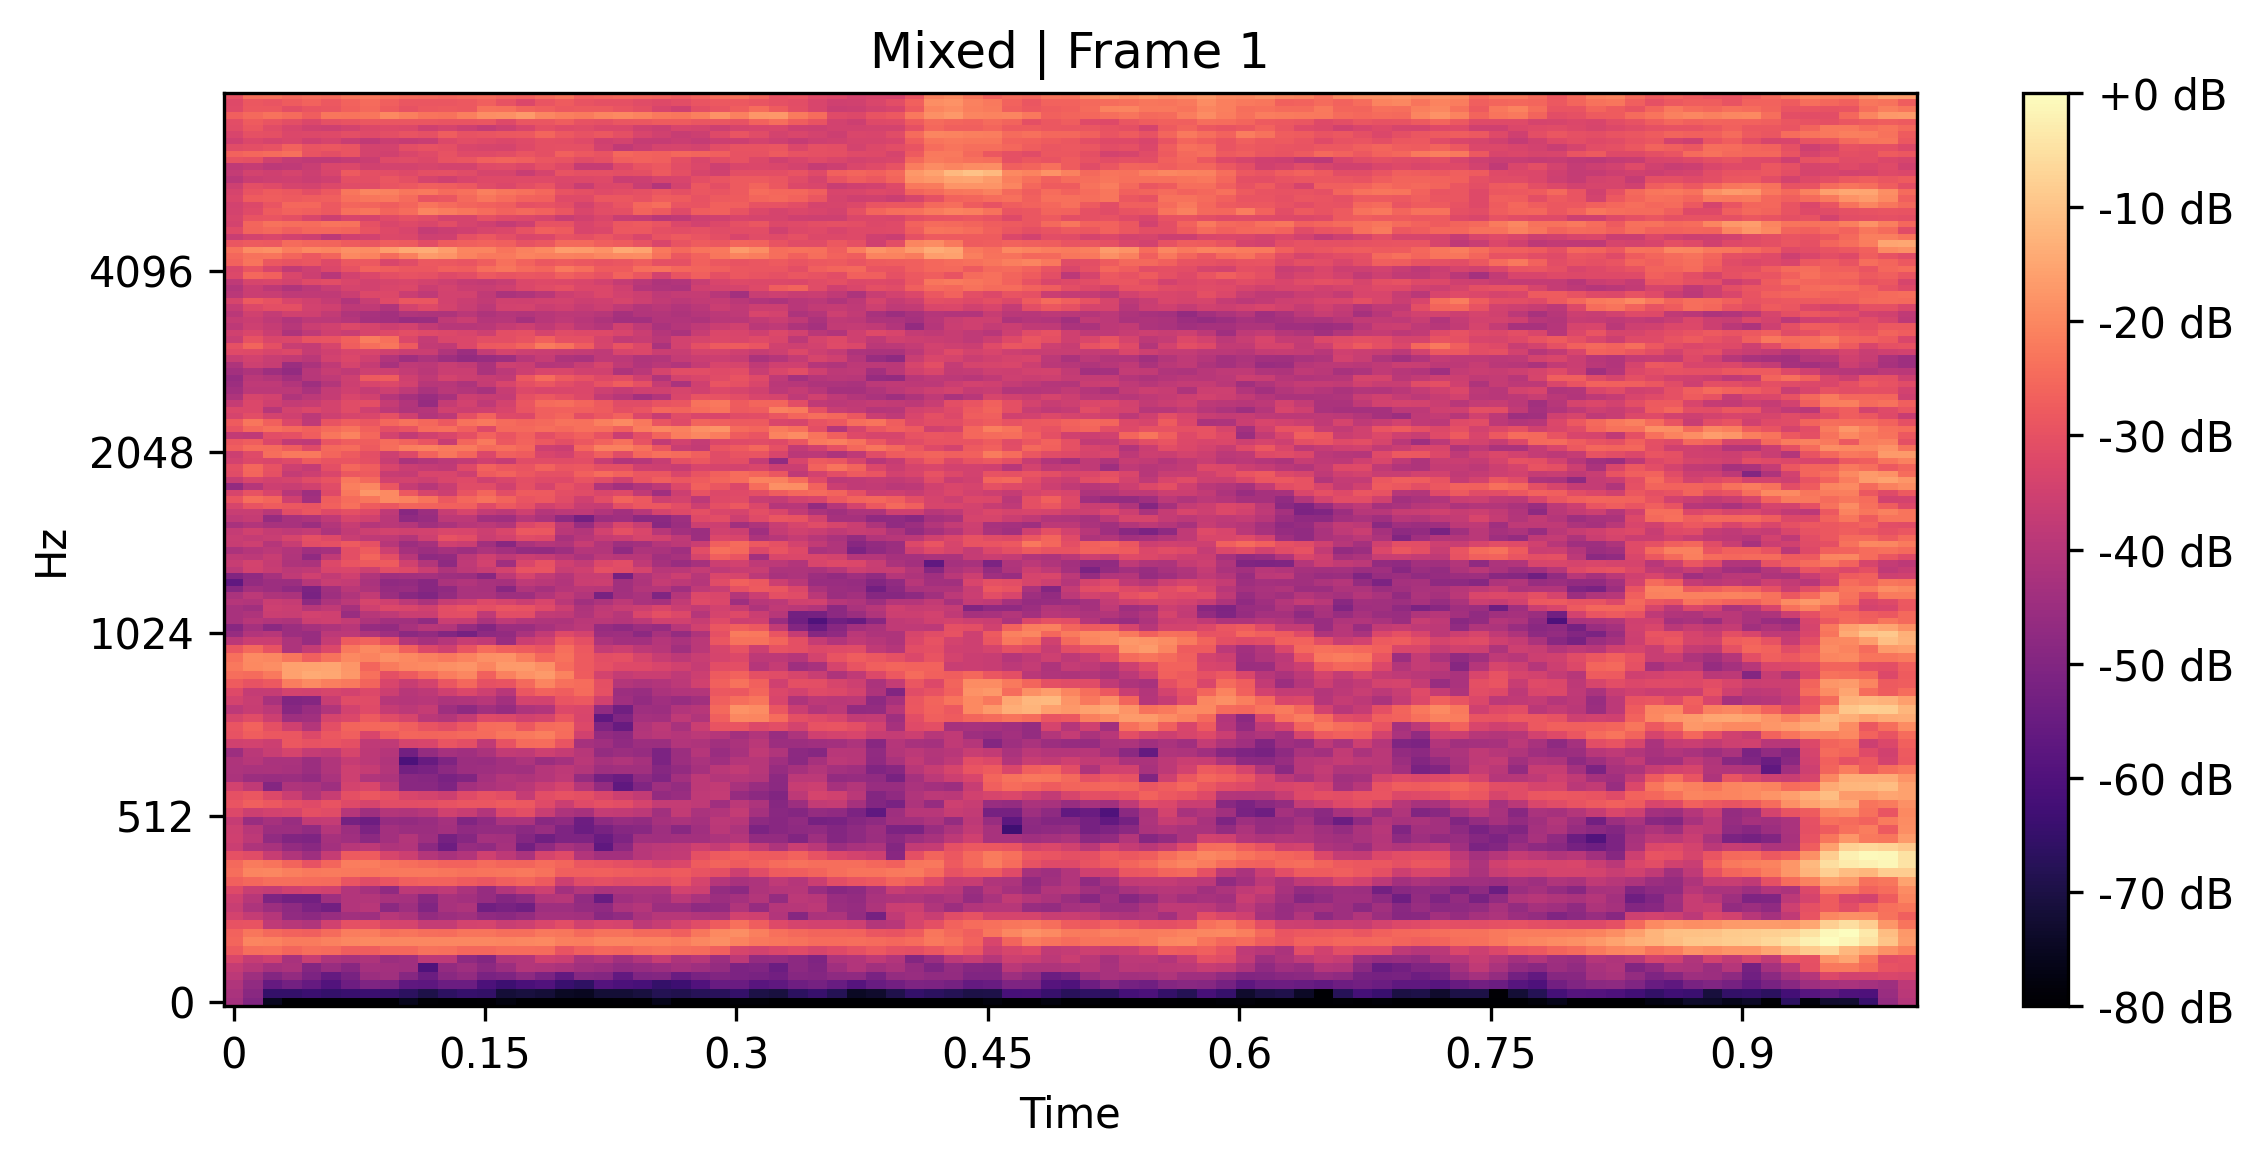 Mixed | Frame 1
+0 dB
-10 dB
-20 dB
-30 dB
-40 dB
-50 dB
-60 dB
-70 dB
-80 dB
Hz
4096
2048
1024
512
0
0 0.15 0.3 0.45 0.6 0.75 0.9
Time